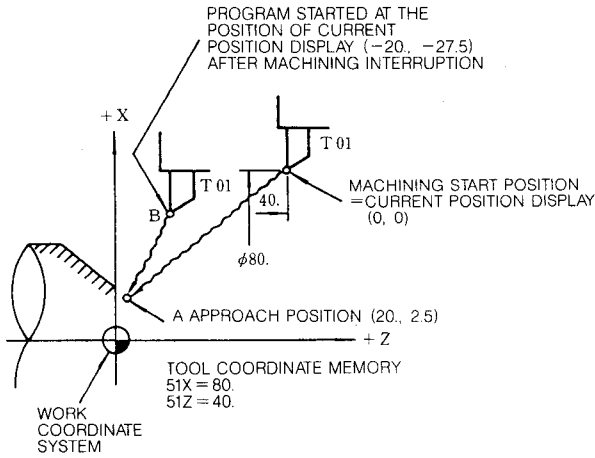 PROGRAM STARTED AT THE
POSITION OF CURRENT
POSITION DISPLAY (−20., −27.5)
AFTER MACHINING INTERRUPTION
+X
T 01
T 01
40.
B
MACHINING START POSITION
=CURRENT POSITION DISPLAY
(0, 0)
φ80.
A APPROACH POSITION (20., 2.5)
+Z
TOOL COORDINATE MEMORY
51X = 80.
51Z = 40.
WORK
COORDINATE
SYSTEM